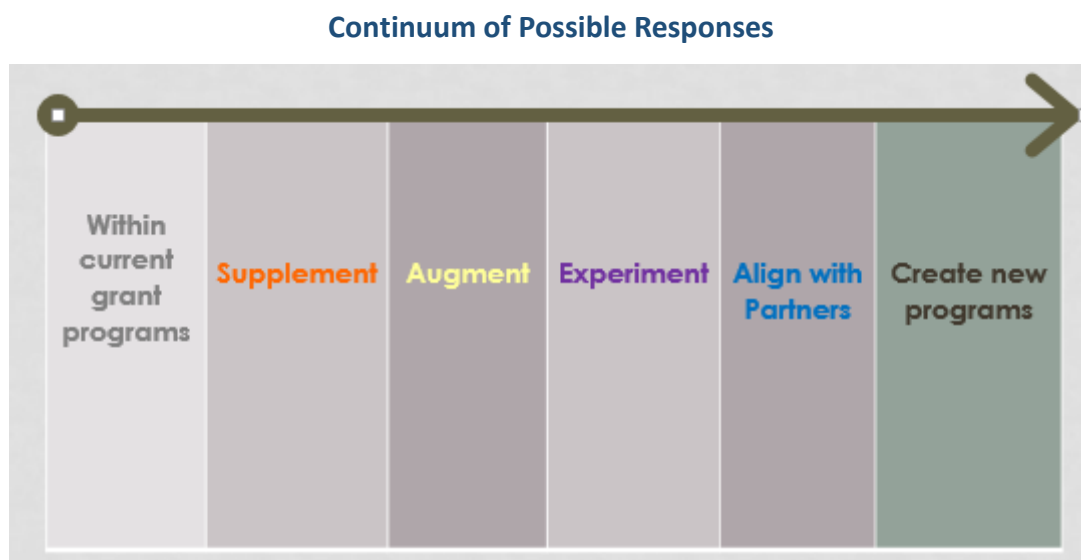 Continuum of Possible Responses
Within
current
grant
programs
Supplement
Augment
Experiment
Align with
Partners
Create new
programs